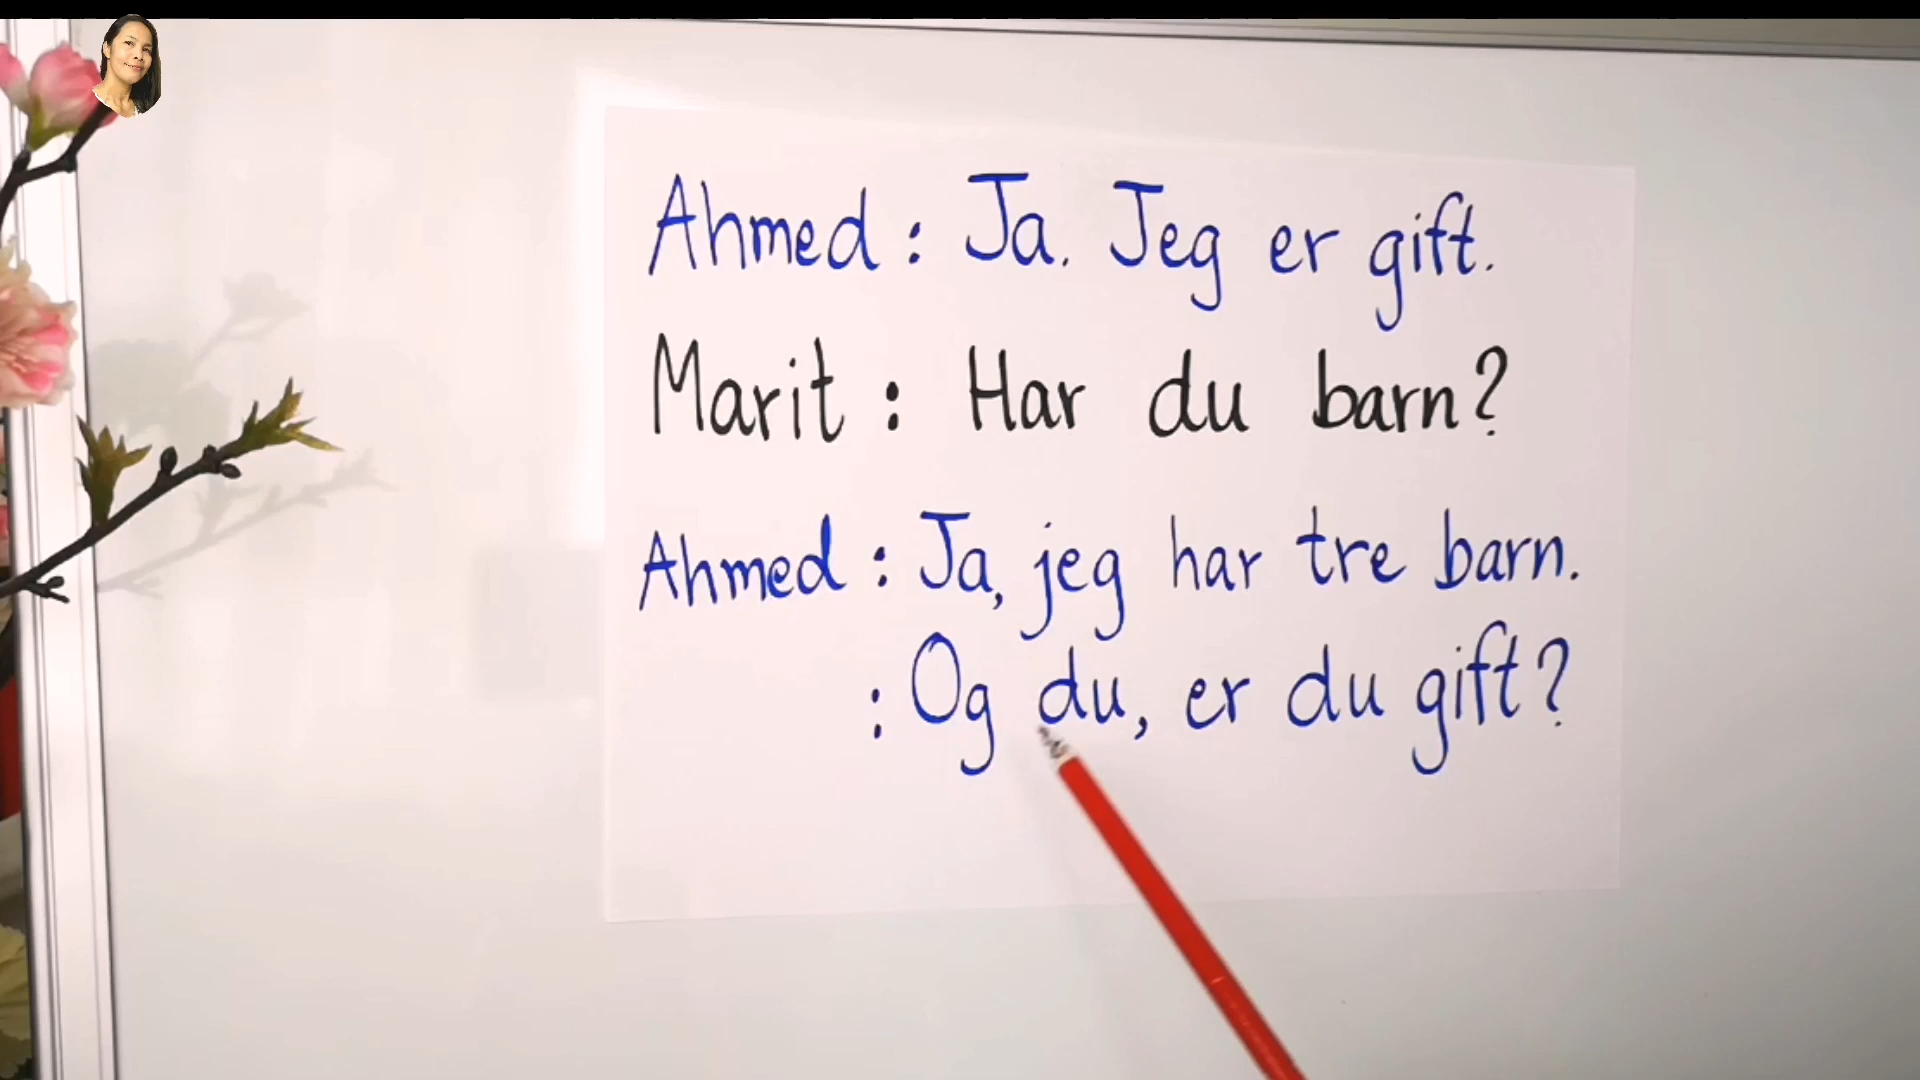 Ahmed : Ja. Jeg er gift.
Marit : Har du barn?
Ahmed : Ja, jeg har tre barn.
: Og du, er du gift?